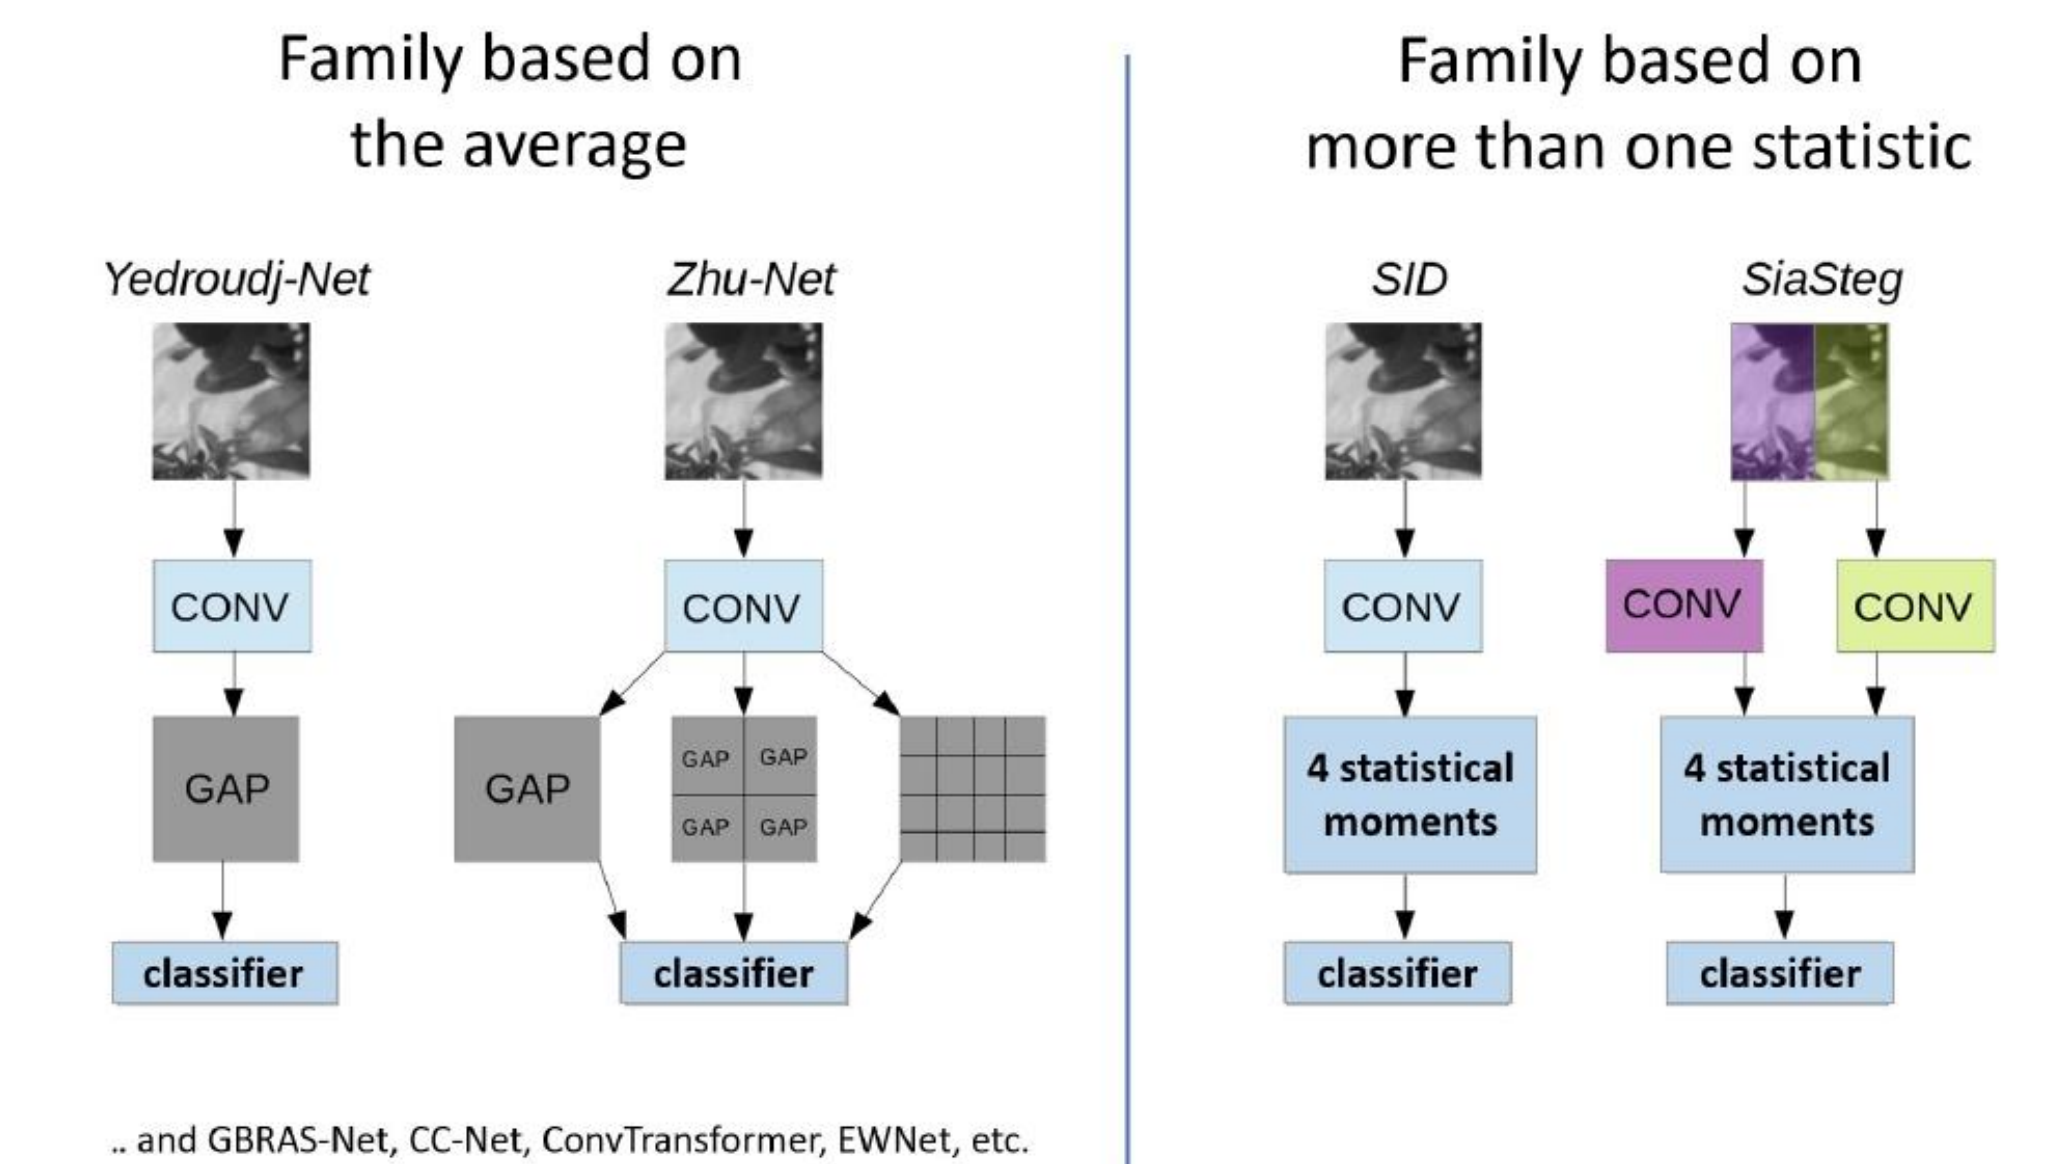 Family based on
the average
Family based on
more than one statistic
Yedroudj-Net
Zhu-Net
SID
SiaSteg
CONV
CONV
CONV
CONV
CONV
GAP
GAP
GAP GAP
GAP GAP
4 statistical
moments
4 statistical
moments
classifier
classifier
classifier
classifier
.. and GBRAS-Net, CC-Net, ConvTransformer, EWNet, etc.